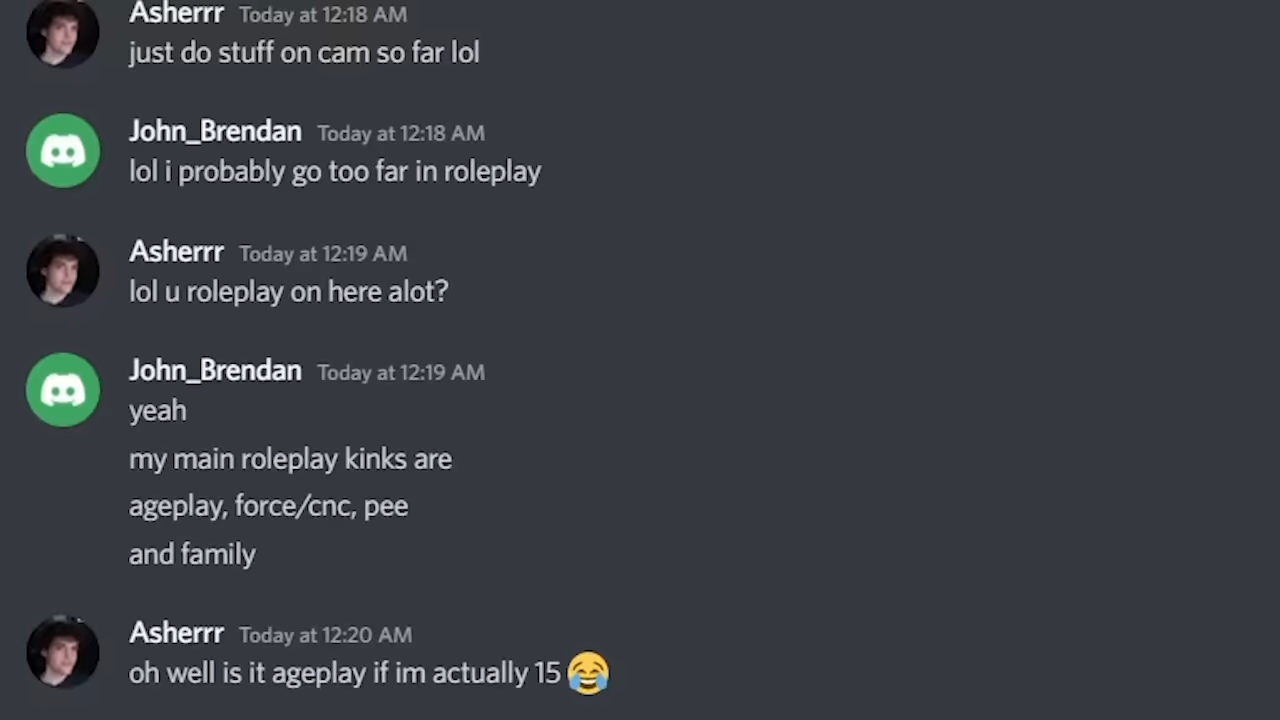 Asherrr Today at 12:18 AM
just do stuff on cam so far lol
John_Brendan Today at 12:18 AM
lol i probably go too far in roleplay
Asherrr Today at 12:19 AM
lol u roleplay on here alot?
John_Brendan Today at 12:19 AM
yeah
my main roleplay kinks are
ageplay, force/cnc, pee
and family
Asherrr Today at 12:20 AM
oh well is it ageplay if im actually 15 😂